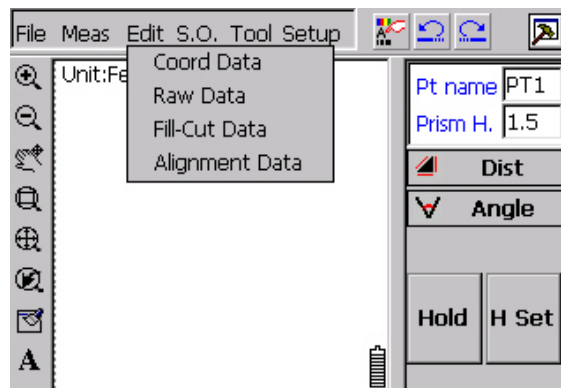 File Meas Edit S.O. Tool Setup
Coord Data
Raw Data
Fill-Cut Data
Alignment Data
Unit:Fe
Pt name PT1
Prism H. 1.5
Dist
Angle
Hold H Set
A